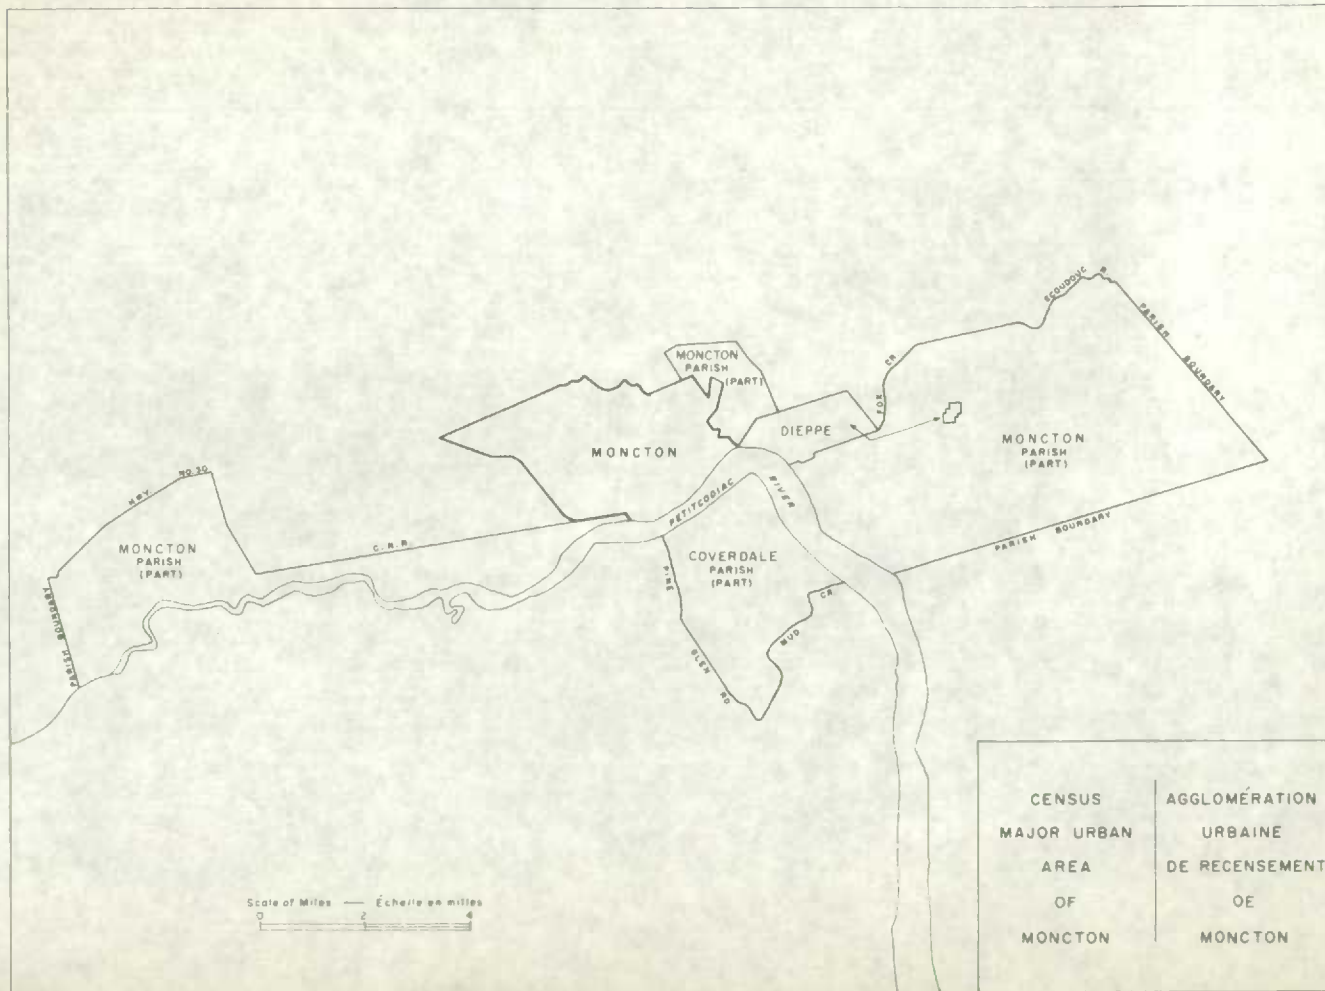 SCOUDOUC R.
PARISH BOUNDARY
MONCTON
PARISH
(PART)
FOX CR.
DIEPPE
MONCTON
PARISH
(PART)
MONCTON
HWY. NO. 30
PETITCODIAC RIVER
PARISH BOUNDARY
C. N. R.
MONCTON
PARISH
(PART)
COVERDALE
PARISH
(PART)
PINE GLEN RD.
MUD CR.
PARISH BOUNDARY
Scale of Miles — Échelle en milles
0 2 4
CENSUS
MAJOR URBAN
AREA
OF
MONCTON
AGGLOMÉRATION
URBAINE
DE RECENSEMENT
OE
MONCTON